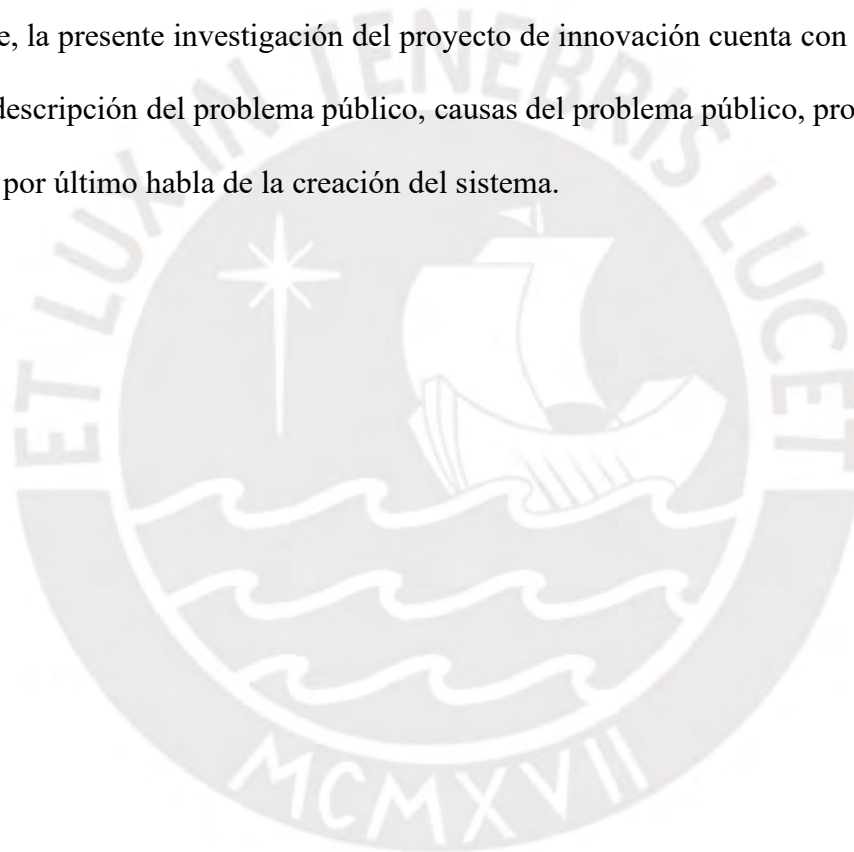 e, la presente investigación del proyecto de innovación cuenta con
descripción del problema público, causas del problema público, pro
por último habla de la creación del sistema.
ET LUX IN TENEBRIS LUCET
MCMXVII